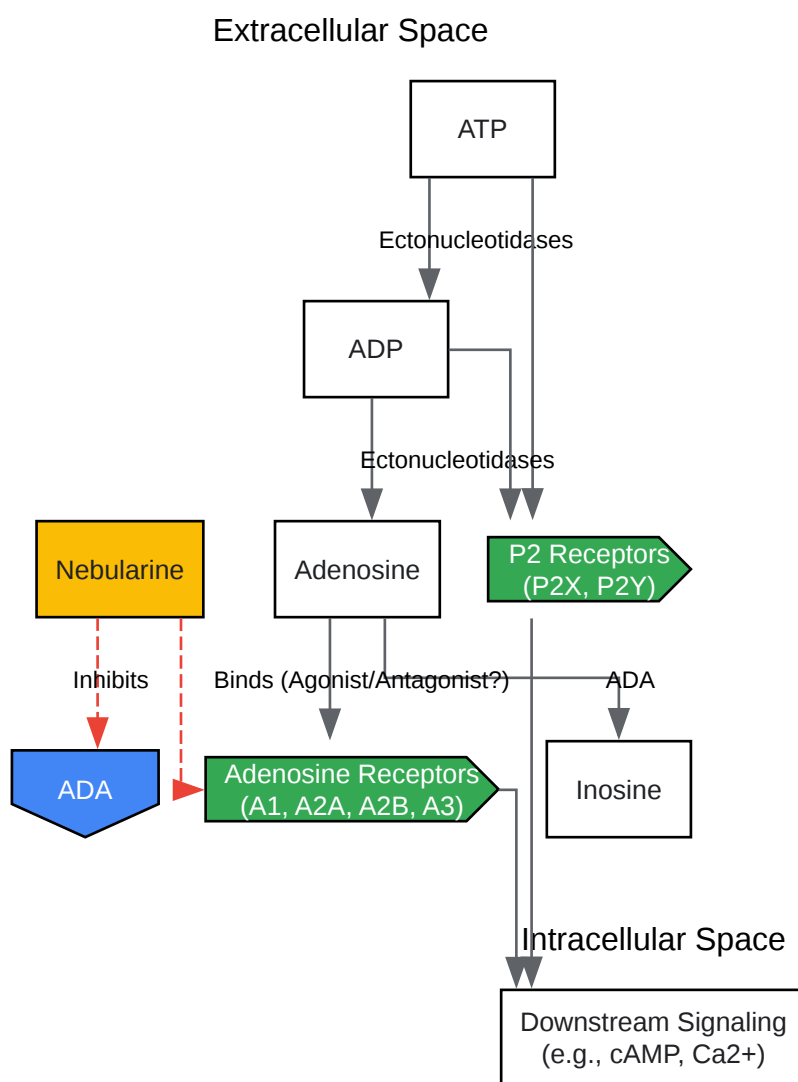 Extracellular Space
ATP
Ectonucleotidases
ADP
Ectonucleotidases
Nebularine
Adenosine
P2 Receptors
(P2X, P2Y)
Inhibits
Binds (Agonist/Antagonist?)
ADA
ADA
Adenosine Receptors
(A1, A2A, A2B, A3)
Inosine
Intracellular Space
Downstream Signaling
(e.g., cAMP, Ca2+)